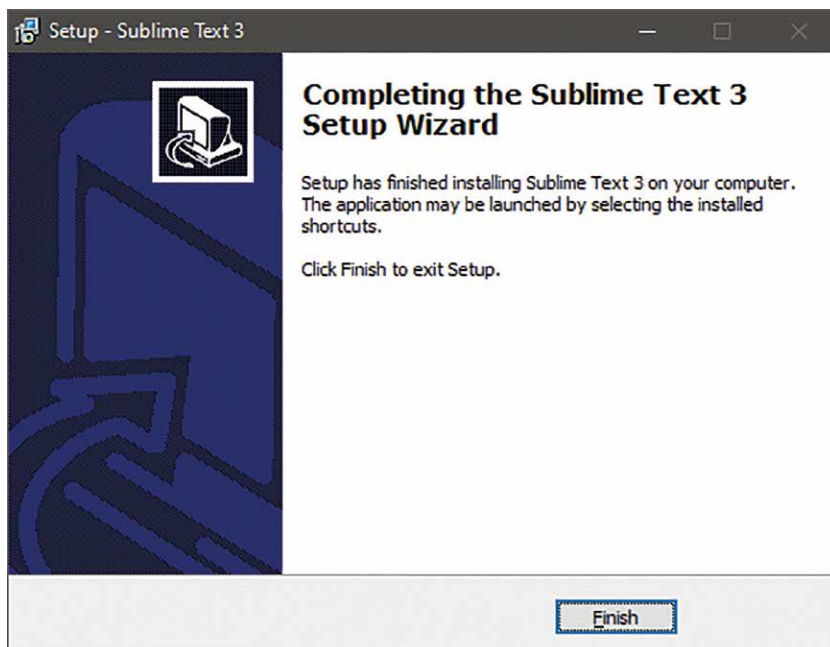 Setup - Sublime Text 3
Completing the Sublime Text 3
Setup Wizard
Setup has finished installing Sublime Text 3 on your computer.
The application may be launched by selecting the installed
shortcuts.
Click Finish to exit Setup.
Finish